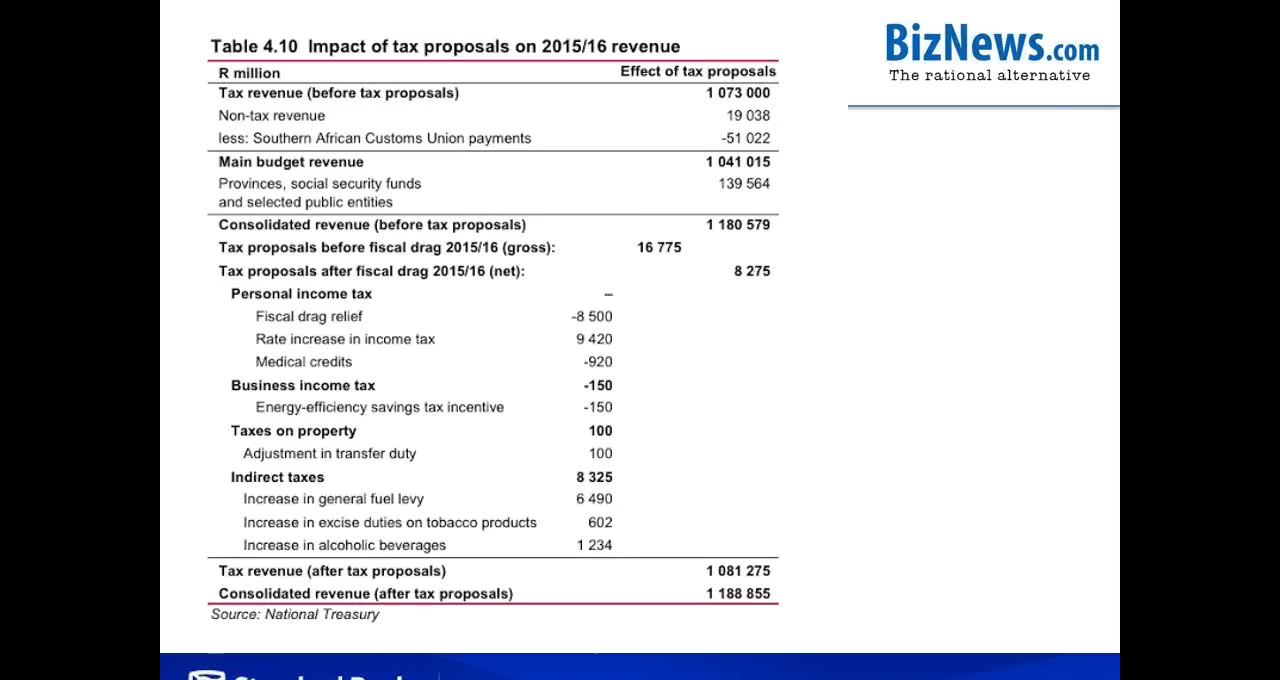 BizNews.com
The rational alternative
Table 4.10 Impact of tax proposals on 2015/16 revenue
R million Effect of tax proposals
Tax revenue (before tax proposals) 1 073 000
Non-tax revenue 19 038
less: Southern African Customs Union payments -51 022
Main budget revenue 1 041 015
Provinces, social security funds 139 564
and selected public entities
Consolidated revenue (before tax proposals) 1 180 579
Tax proposals before fiscal drag 2015/16 (gross): 16 775
Tax proposals after fiscal drag 2015/16 (net): 8 275
Personal income tax –
Fiscal drag relief -8 500
Rate increase in income tax 9 420
Medical credits -920
Business income tax -150
Energy-efficiency savings tax incentive -150
Taxes on property 100
Adjustment in transfer duty 100
Indirect taxes 8 325
Increase in general fuel levy 6 490
Increase in excise duties on tobacco products 602
Increase in alcoholic beverages 1 234
Tax revenue (after tax proposals) 1 081 275
Consolidated revenue (after tax proposals) 1 188 855
Source: National Treasury